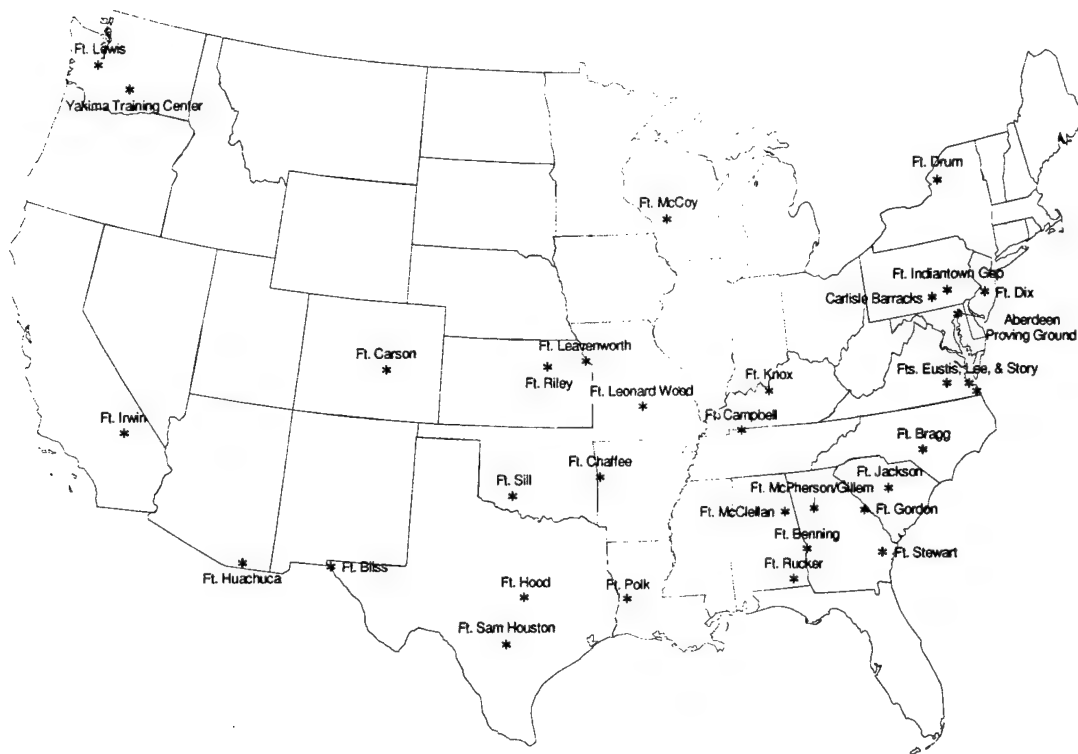 Ft. Lewis
Yakima Training Center
Ft. Drum
Ft. McCoy
Ft. Indiantown Gap
Carlisle Barracks
Ft. Dix
Aberdeen
Proving Ground
Ft. Carson
Ft. Leavenworth
Ft. Riley
Ft. Leonard Wood
Ft. Knox
Fts. Eustis, Lee, & Story
Ft. Irwin
Ft. Campbell
Ft. Bragg
Ft. Chaffee
Ft. Sill
Ft. Jackson
Ft. McPherson/Gillem
Ft. McClellan
Ft. Gordon
Ft. Benning
Ft. Stewart
Ft. Huachuca
Ft. Bliss
Ft. Rucker
Ft. Hood
Ft. Polk
Ft. Sam Houston